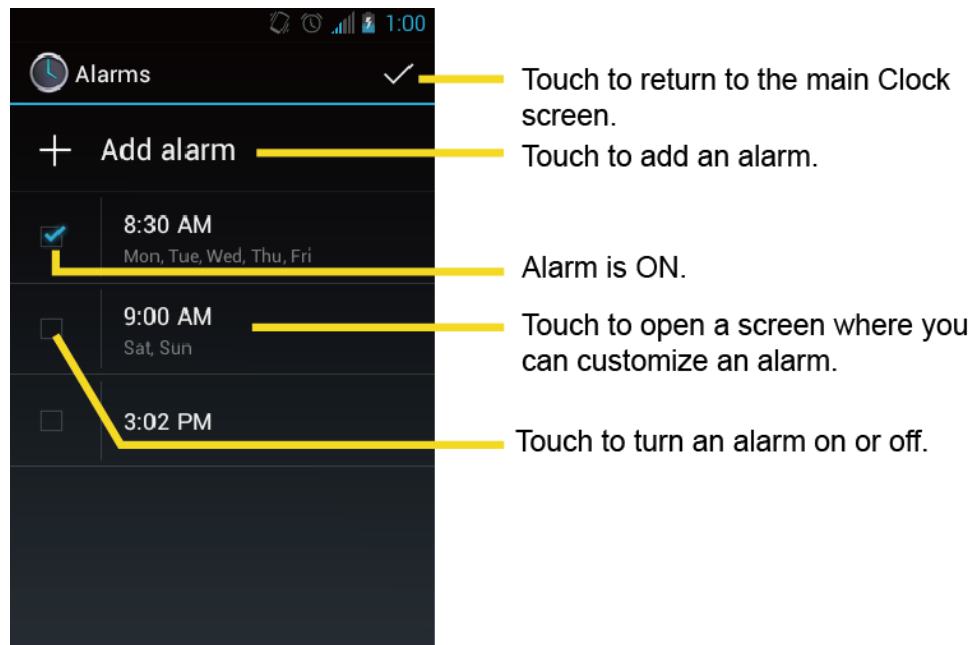 1:00
Alarms
Touch to return to the main Clock
screen.
Add alarm
Touch to add an alarm.
8:30 AM
Mon, Tue, Wed, Thu, Fri
Alarm is ON.
9:00 AM
Sat, Sun
Touch to open a screen where you
can customize an alarm.
3:02 PM
Touch to turn an alarm on or off.